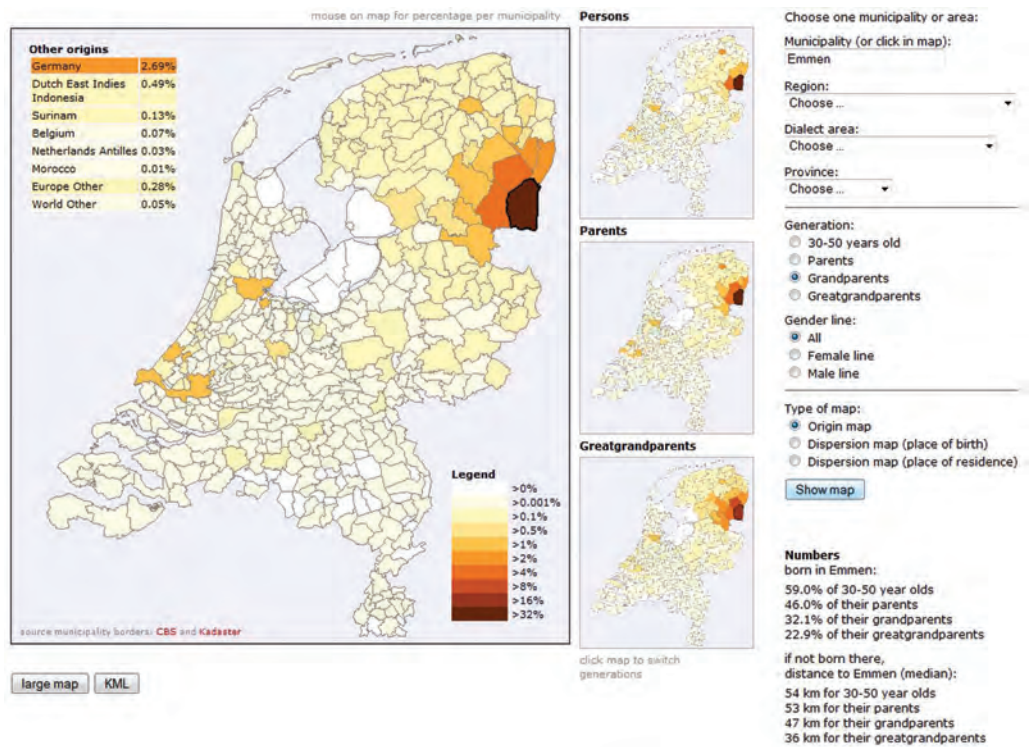 mouse on map for percentage per municipality
Other origins
Germany 2.69%
Dutch East Indies 0.49%
Indonesia
Surinam 0.13%
Belgium 0.07%
Netherlands Antilles 0.03%
Morocco 0.01%
Europe Other 0.28%
World Other 0.05%
Legend
>0%
>0.001%
>0.1%
>0.5%
>1%
>2%
>4%
>8%
>16%
>32%
source municipality borders: CBS and Kadaster
large map KML
Persons
Parents
Greatgrandparents
click map to switch
generations
Choose one municipality or area:
Municipality (or click in map):
Emmen
Region:
Choose ...
Dialect area:
Choose ...
Province:
Choose ...
Generation:
30-50 years old
Parents
Grandparents
Greatgrandparents
Gender line:
All
Female line
Male line
Type of map:
Origin map
Dispersion map (place of birth)
Dispersion map (place of residence)
Show map
Numbers
born in Emmen:
59.0% of 30-50 year olds
46.0% of their parents
32.1% of their grandparents
22.9% of their greatgrandparents
if not born there,
distance to Emmen (median):
54 km for 30-50 year olds
53 km for their parents
47 km for their grandparents
36 km for their greatgrandparents